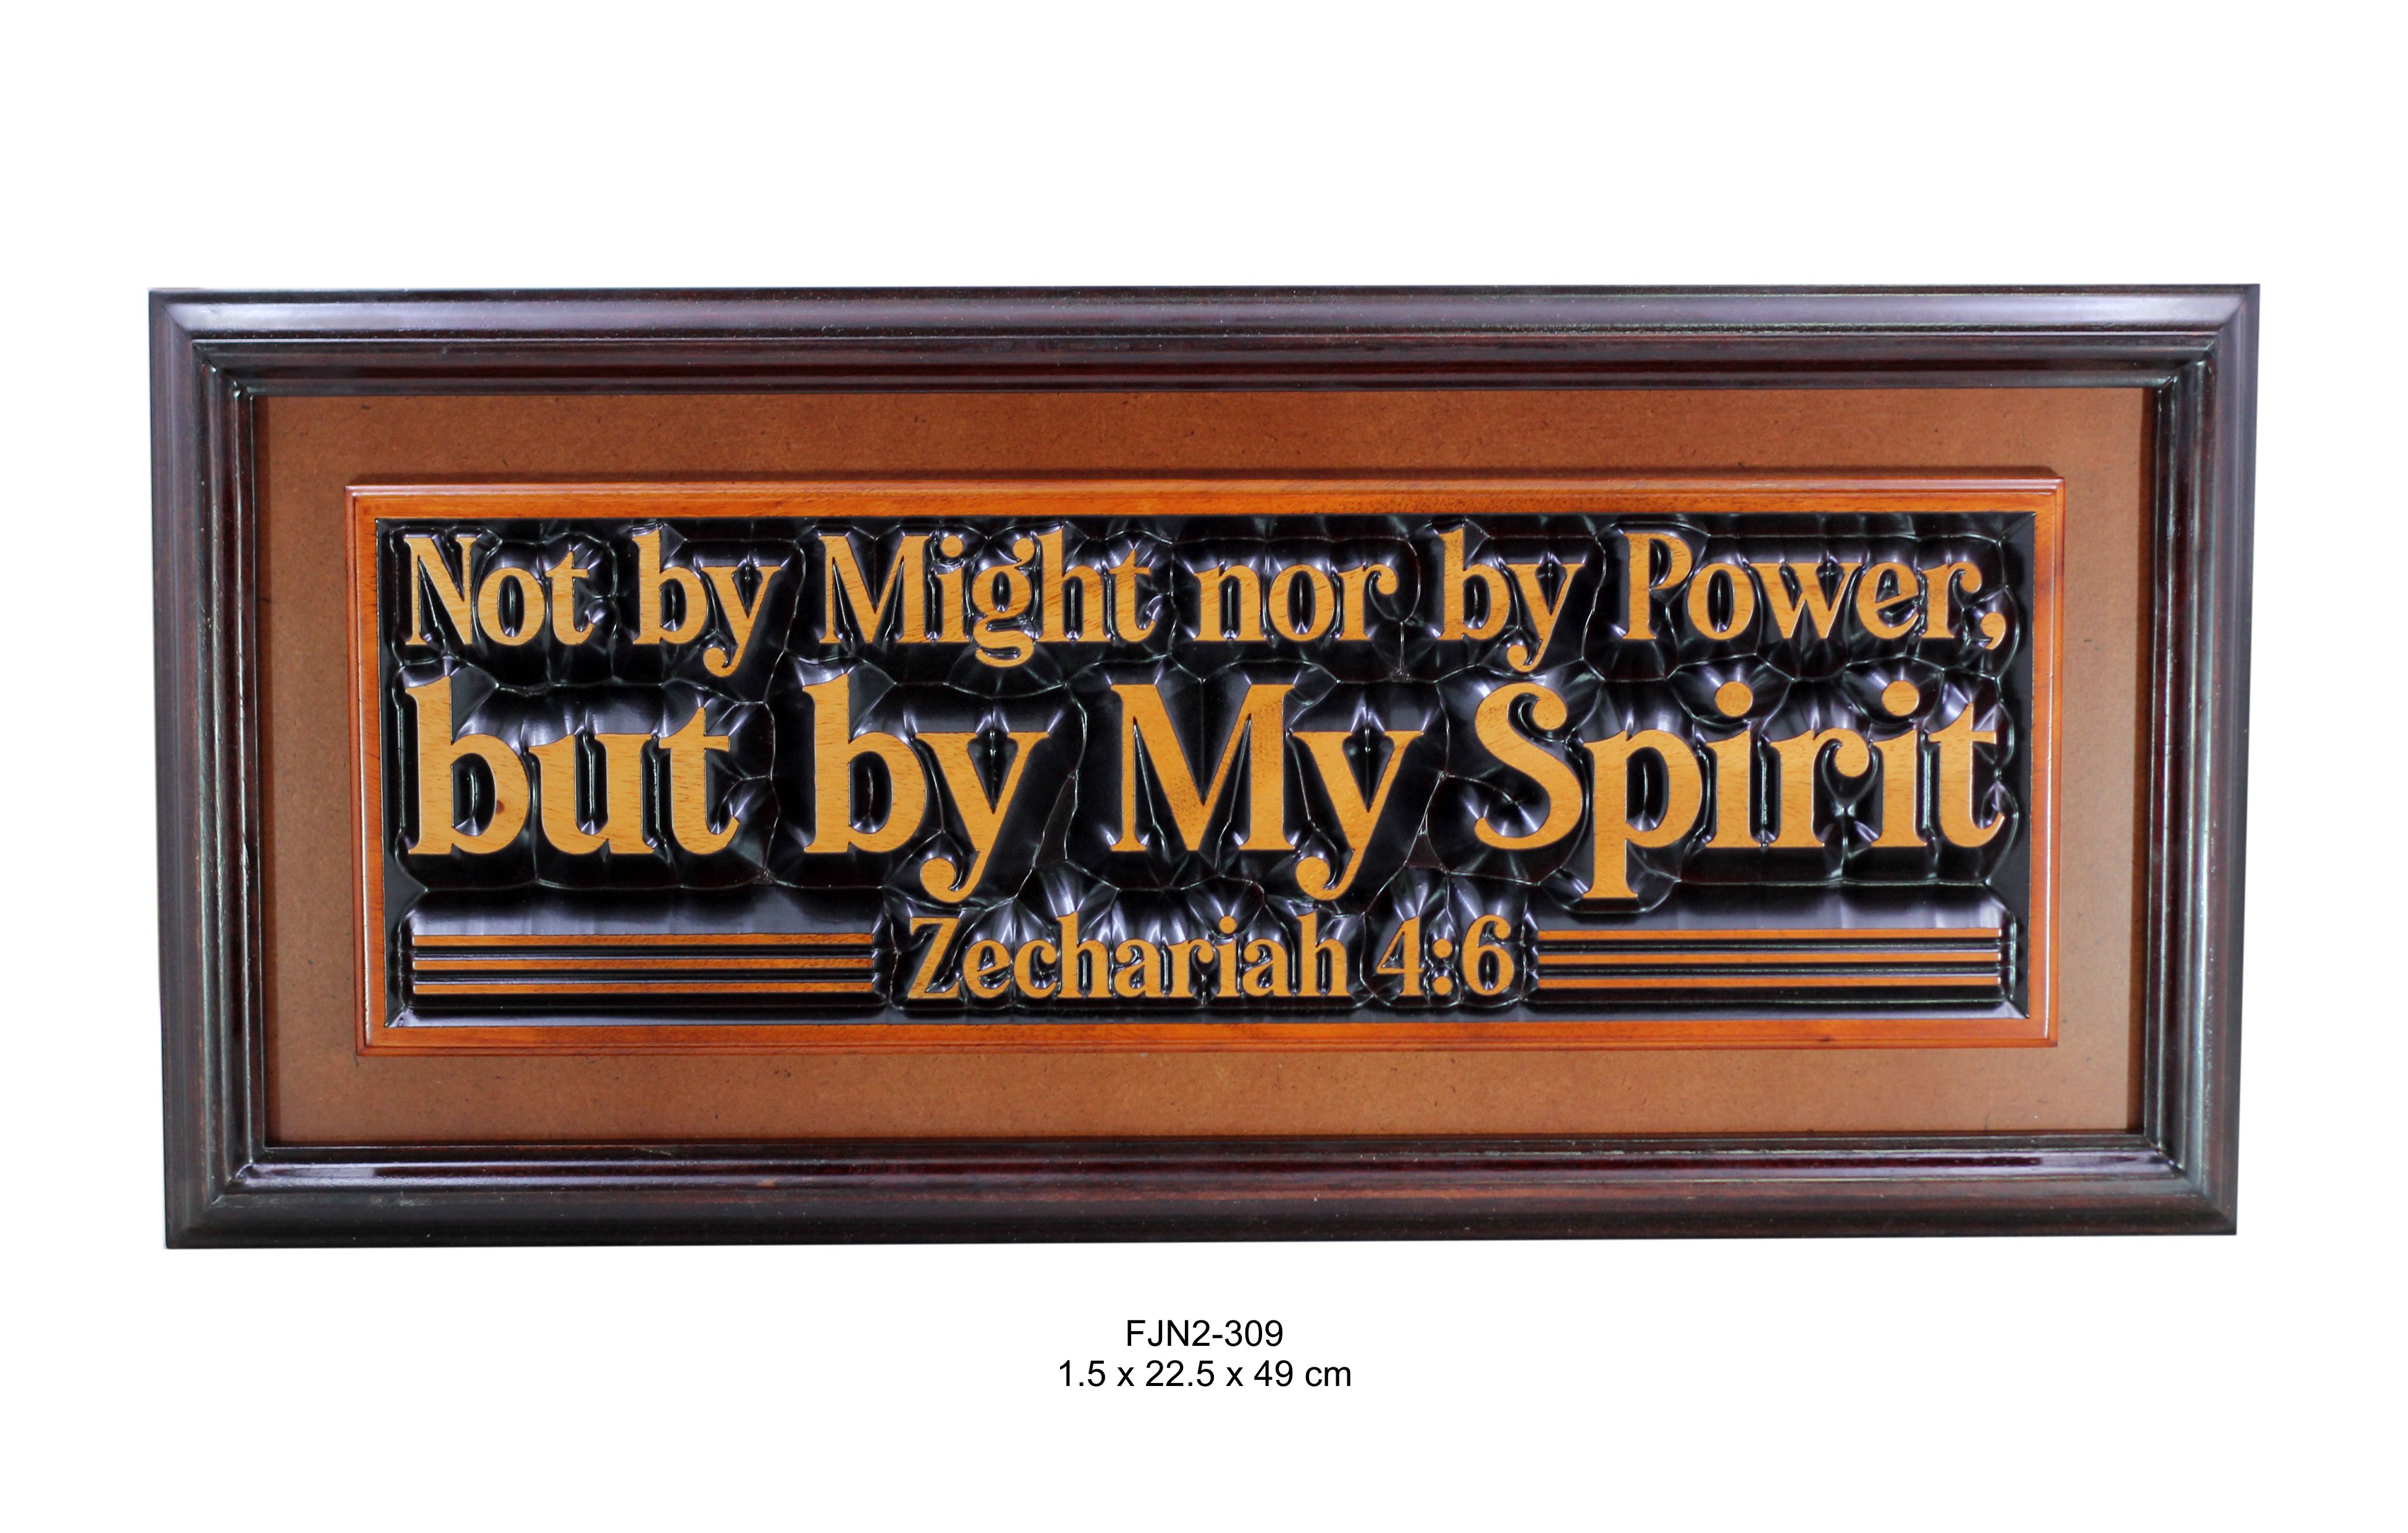 Not by Might nor by Power,
but by My Spirit
Zechariah 4:6
FJN2-309
1.5 x 22.5 x 49 cm